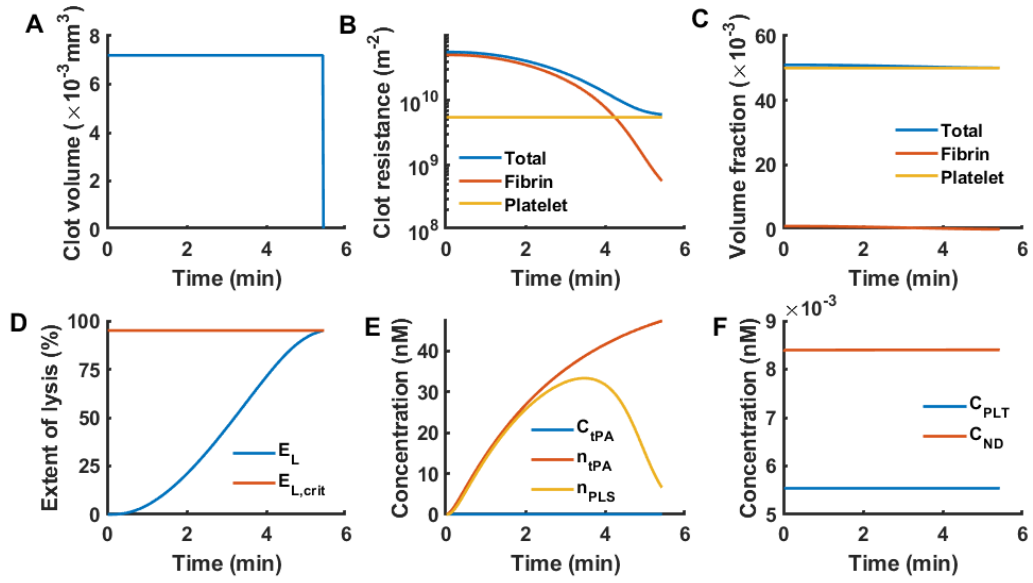 A
Clot volume (×10⁻³mm³)
8
6
4
2
0
0 2 4 6
Time (min)
B
Clot resistance (m⁻²)
10¹⁰
10⁹
10⁸
Total
Fibrin
Platelet
0 2 4 6
Time (min)
C
Volume fraction (×10⁻³)
60
40
20
0
Total
Fibrin
Platelet
0 2 4 6
Time (min)
D
Extent of lysis (%)
100
75
50
25
0
E_L
E_L,crit
0 2 4 6
Time (min)
E
Concentration (nM)
40
30
20
10
0
C_tPA
n_tPA
n_PLS
0 2 4 6
Time (min)
F
×10⁻³
Concentration (nM)
9
8
7
6
5
C_PLT
C_ND
0 2 4 6
Time (min)